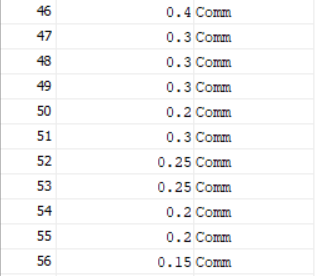 46 0.4 Comm
47 0.3 Comm
48 0.3 Comm
49 0.3 Comm
50 0.2 Comm
51 0.3 Comm
52 0.25 Comm
53 0.25 Comm
54 0.2 Comm
55 0.2 Comm
56 0.15 Comm